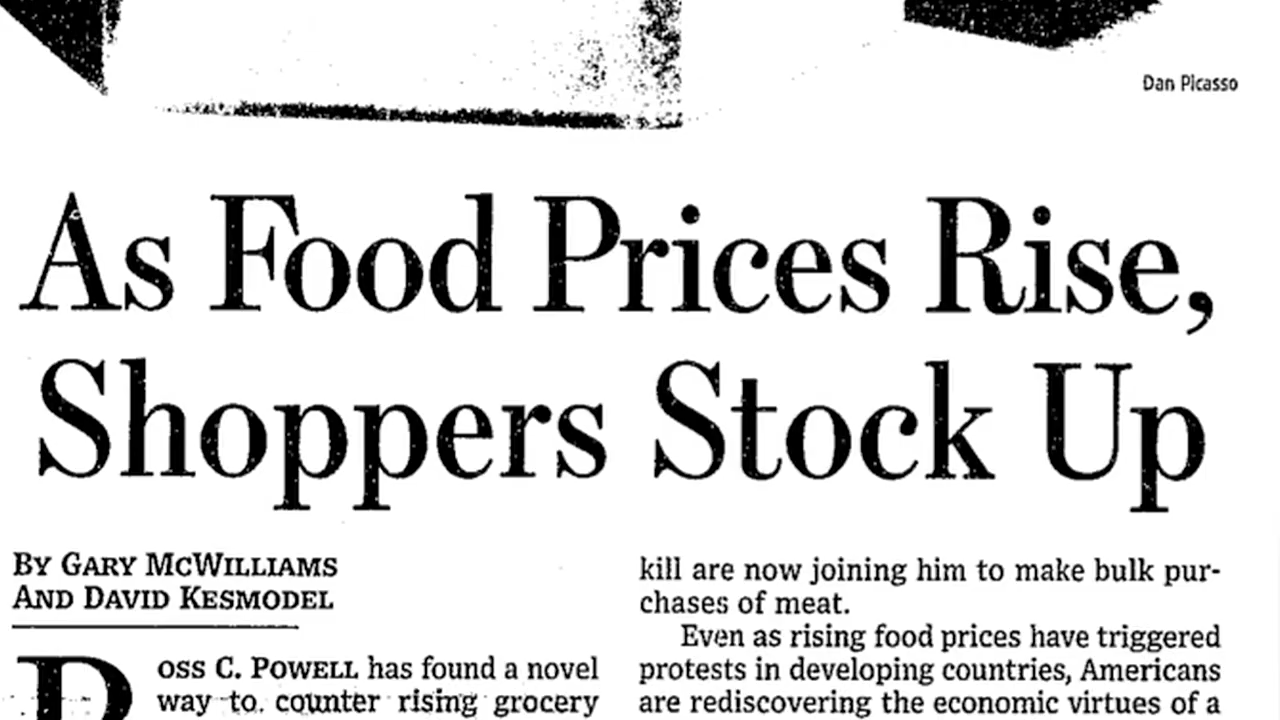 Dan Picasso
As Food Prices Rise,
Shoppers Stock Up
BY GARY MCWILLIAMS
AND DAVID KESMODEL
ROSS C. POWELL has found a novel
way to counter rising grocery
kill are now joining him to make bulk pur-
chases of meat.
Even as rising food prices have triggered
protests in developing countries, Americans
are rediscovering the economic virtues of a